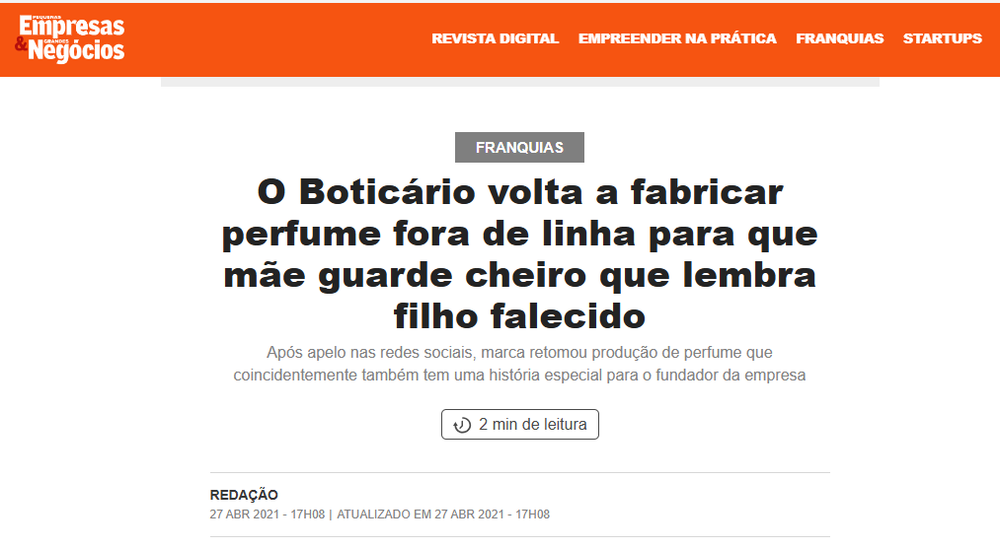 PEQUENAS
Empresas
& GRANDES
Negócios
REVISTA DIGITAL EMPREENDER NA PRÁTICA FRANQUIAS STARTUPS
FRANQUIAS
O Boticário volta a fabricar
perfume fora de linha para que
mãe guarde cheiro que lembra
filho falecido
Após apelo nas redes sociais, marca retomou produção de perfume que
coincidentemente também tem uma história especial para o fundador da empresa
2 min de leitura
REDAÇÃO
27 ABR 2021 - 17H08 | ATUALIZADO EM 27 ABR 2021 - 17H08